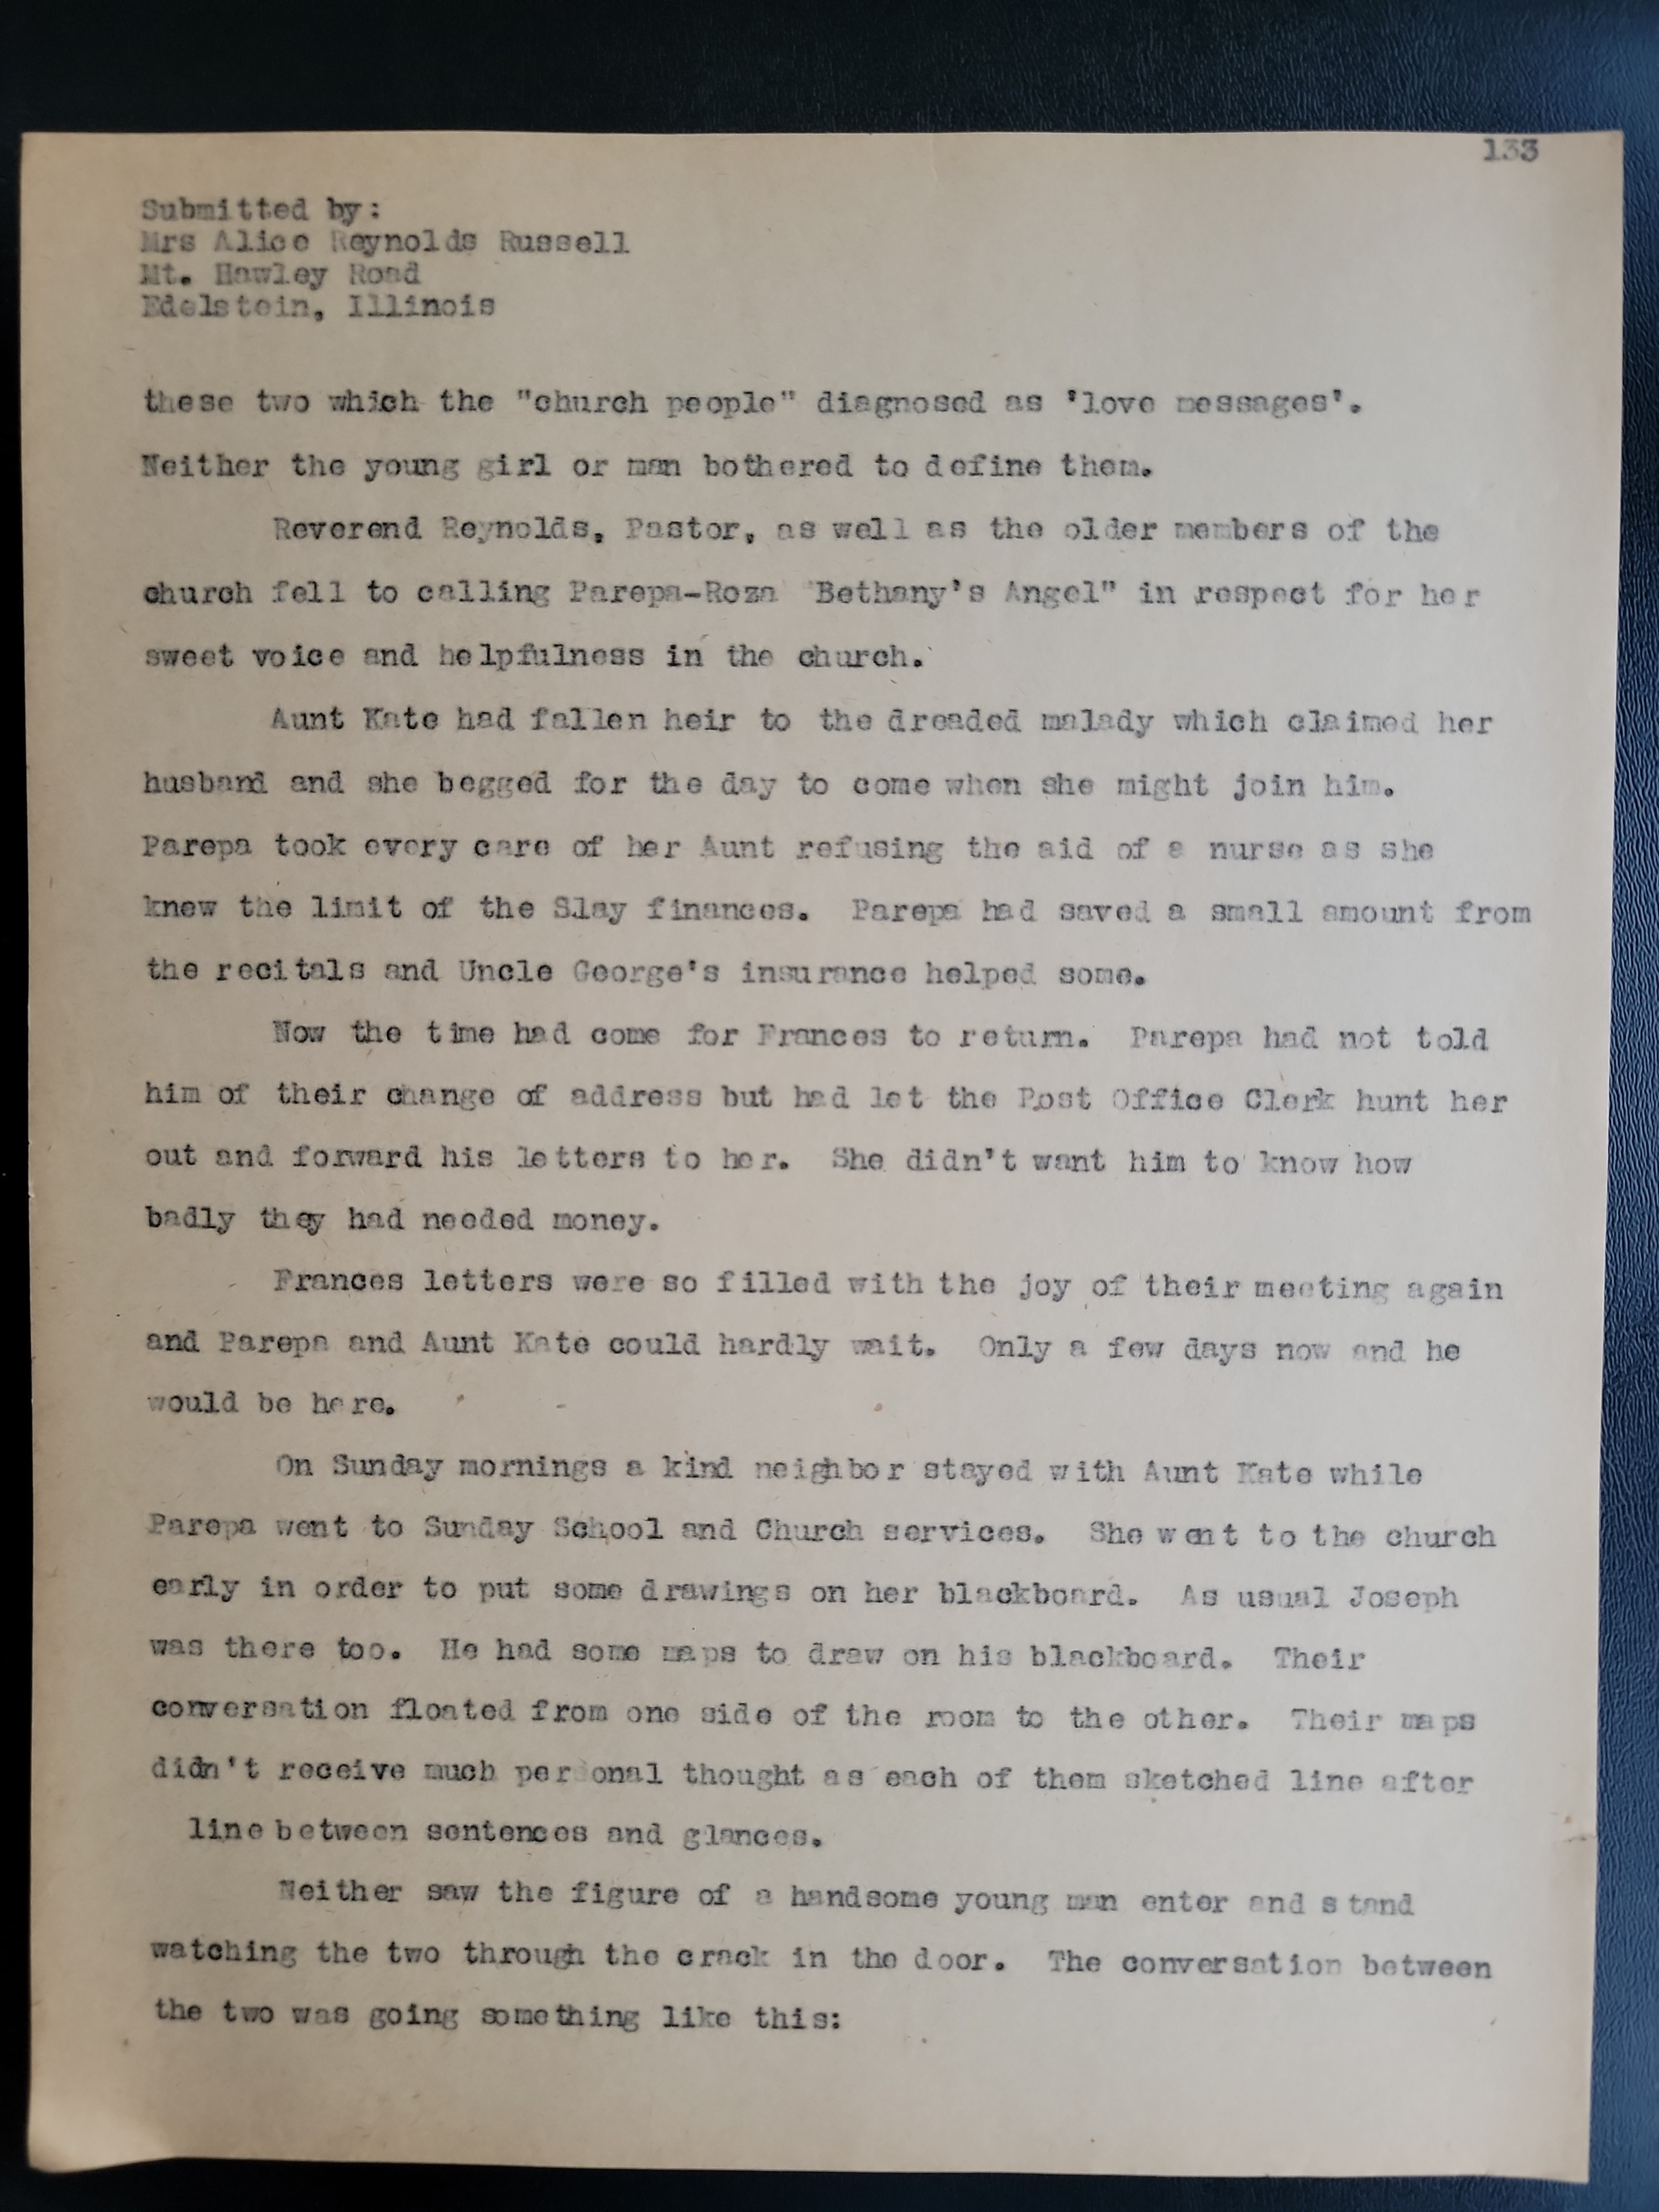 133
Submitted by:
Mrs Alice Reynolds Russell
Mt. Hawley Road
Edelstein, Illinois
these two which the "church people" diagnosed as 'love messages'.
Neither the young girl or man bothered to define them.
Reverend Reynolds, Pastor, as well as the older members of the
church fell to calling Parepa-Roza "Bethany's Angel" in respect for her
sweet voice and helpfulness in the church.
Aunt Kate had fallen heir to the dreaded malady which claimed her
husband and she begged for the day to come when she might join him.
Parepa took every care of her Aunt refusing the aid of a nurse as she
knew the limit of the Slay finances. Parepa had saved a small amount from
the recitals and Uncle George's insurance helped some.
Now the time had come for Frances to return. Parepa had not told
him of their change of address but had let the Post Office Clerk hunt her
out and forward his letters to her. She didn't want him to know how
badly they had needed money.
Frances letters were so filled with the joy of their meeting again
and Parepa and Aunt Kate could hardly wait. Only a few days now and he
would be here.
On Sunday mornings a kind neighbor stayed with Aunt Kate while
Parepa went to Sunday School and Church services. She went to the church
early in order to put some drawings on her blackboard. As usual Joseph
was there too. He had some maps to draw on his blackboard. Their
conversation floated from one side of the room to the other. Their maps
didn't receive much personal thought as each of them sketched line after
line between sentences and glances.
Neither saw the figure of a handsome young man enter and stand
watching the two through the crack in the door. The conversation between
the two was going something like this: